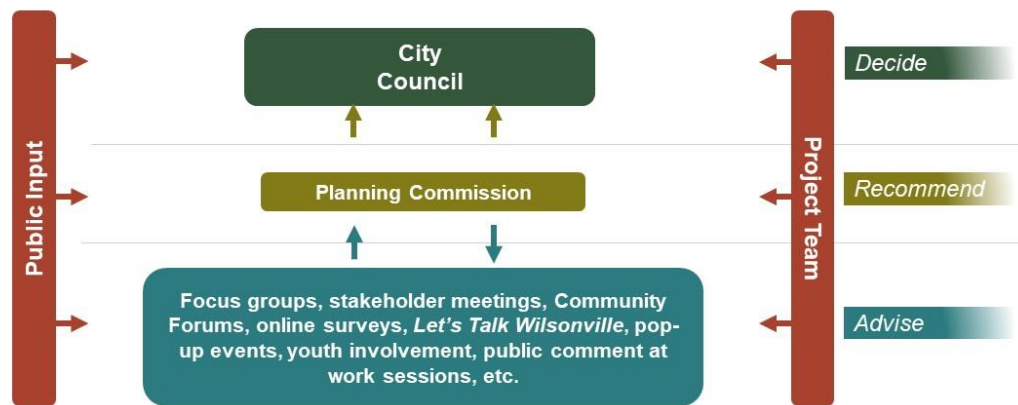 City
Council
Decide
Public Input
Project Team
Planning Commission
Recommend
Focus groups, stakeholder meetings, Community
Forums, online surveys, Let's Talk Wilsonville, pop-
up events, youth involvement, public comment at
work sessions, etc.
Advise